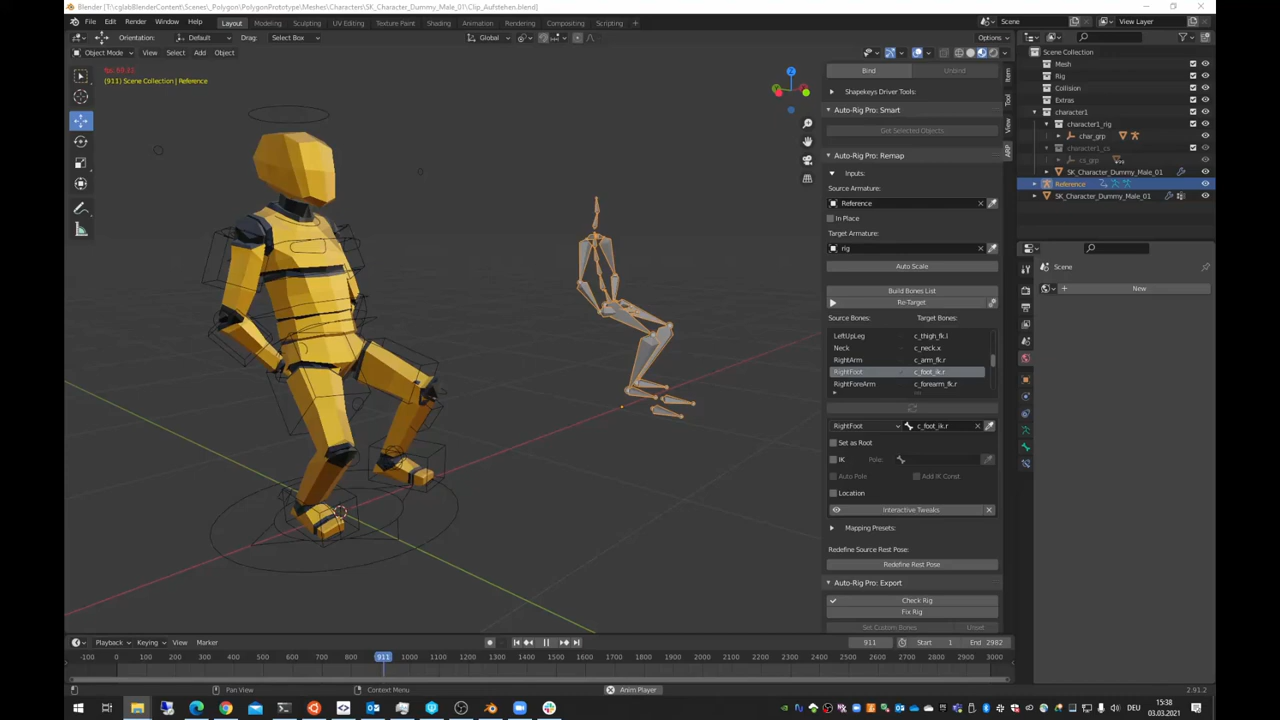 Blender [T:\cglabBlenderContent\Scenes\_Polygon\PolygonPrototype\Meshes\Characters\SK_Character_Dummy_Male_01\Clip_Aufstehen.blend]
File Edit Render Window Help Layout Modeling Sculpting UV Editing Texture Paint Shading Animation Rendering Compositing Scripting Scene View Layer
Orientation: Default Drag: Select Box Global Options
Object Mode View Select Add Object
(911) Scene Collection | Reference
Bind Unbind
Shapekeys Driver Tools:
Auto-Rig Pro: Smart
Get Selected Objects
Auto-Rig Pro: Remap
Inputs:
Source Armature:
Reference
In Place
Target Armature:
rig
Auto Scale
Build Bones List
Re-Target
Source Bones: Target Bones:
LeftUpLeg c_thigh_fk.l
Neck c_neck.x
RightArm c_arm_fk.r
RightFoot c_foot_ik.r
RightForeArm c_forearm_fk.r
RightFoot c_foot_ik.r
Set as Root
IK Pole:
Auto Pole Add IK Const
Location
Interactive Tweaks
Mapping Presets:
Redefine Source Rest Pose:
Redefine Rest Pose
Auto-Rig Pro: Export
Check Rig
Fix Rig
Set Custom Bones Unset
Item
Tool
View
ARP
Scene Collection
Mesh
Rig
Collision
Extras
character1
character1_rig
char_grp
character1_cs
cs_grp
SK_Character_Dummy_Male_01
Reference
SK_Character_Dummy_Male_01
Scene
New
Playback Keying View Marker 911 Start 1 End 2982
-100 0 100 200 300 400 500 600 700 800 911 1000 1100 1200 1300 1400 1500 1600 1700 1800 1900 2000 2100 2200 2300 2400 2500 2600 2700 2800 2900 3000
Pan View Context Menu Anim Player 2.91.2
15:38
DEU
03.03.2021